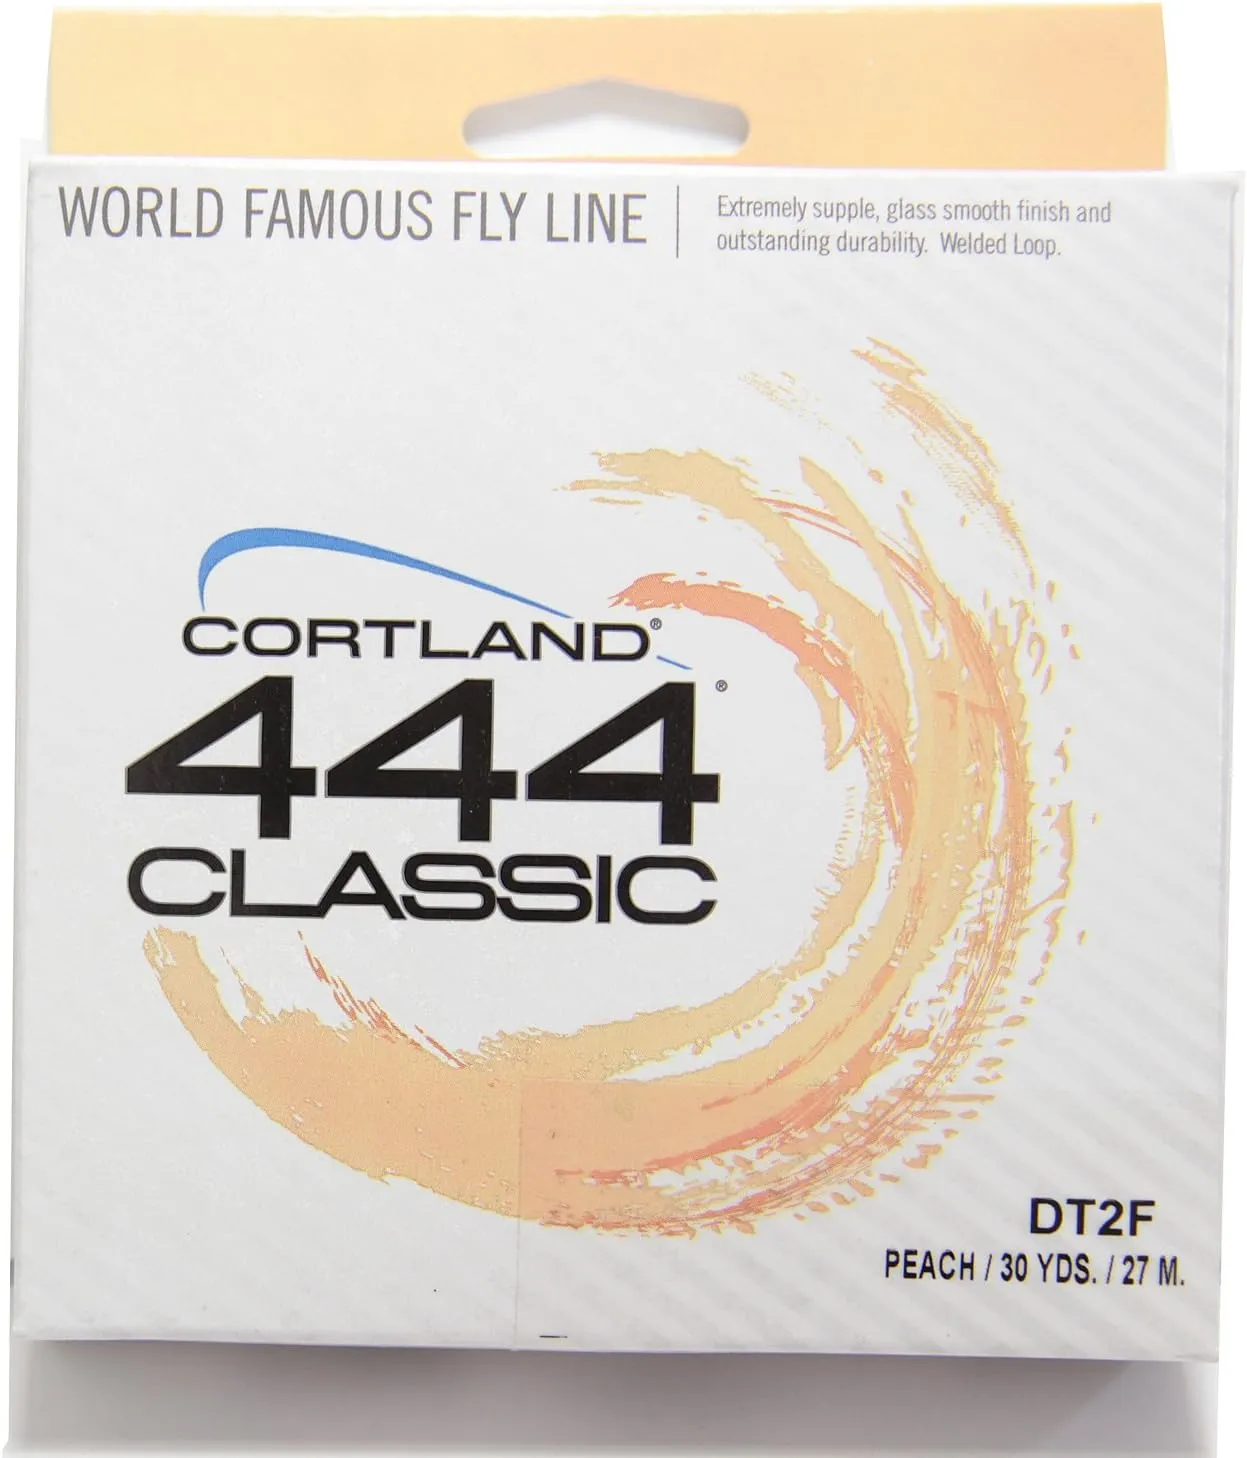 WORLD FAMOUS FLY LINE
Extremely supple, glass smooth finish and
outstanding durability. Welded Loop.
CORTLAND®
444®
CLASSIC
DT2F
PEACH / 30 YDS. / 27 M.